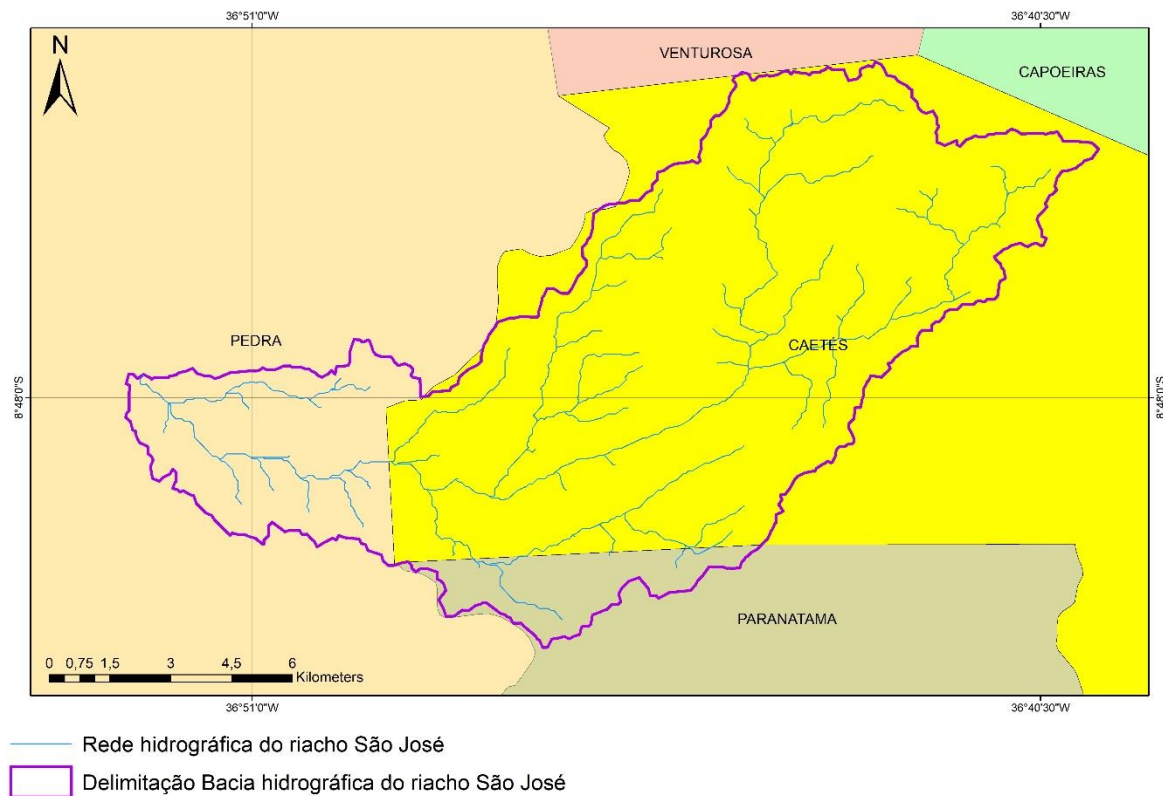 36°51'0"W
36°40'30"W
N
VENTUROSA
CAPOEIRAS
PEDRA
CAETÉS
8°48'0"S
8°48'0"S
PARANATAMA
0 0,75 1,5 3 4,5 6
Kilometers
36°51'0"W
36°40'30"W
Rede hidrográfica do riacho São José
Delimitação Bacia hidrográfica do riacho São José